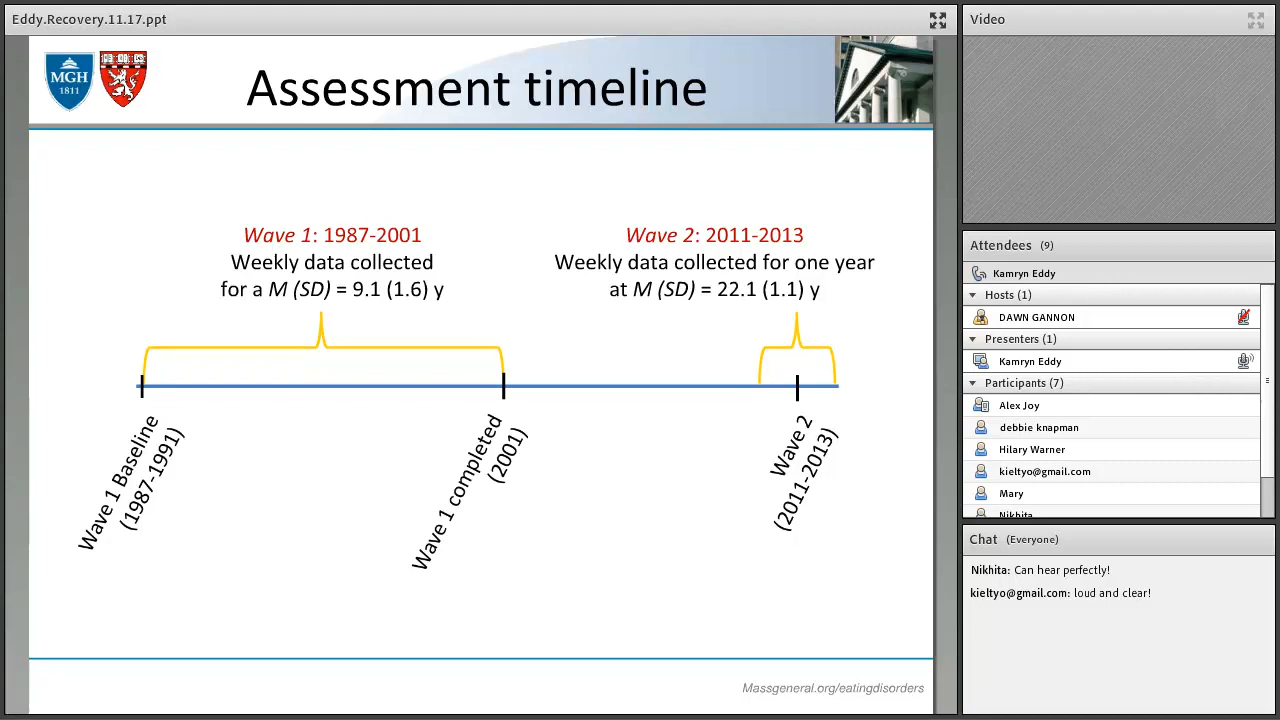 Eddy.Recovery.11.17.ppt
MGH
1811
Assessment timeline
Wave 1: 1987-2001
Weekly data collected
for a M (SD) = 9.1 (1.6) y
Wave 2: 2011-2013
Weekly data collected for one year
at M (SD) = 22.1 (1.1) y
Wave 1 Baseline
(1987-1991)
Wave 1 completed
(2001)
Wave 2
(2011-2013)
Massgeneral.org/eatingdisorders
Video
Attendees (9)
Kamryn Eddy
Hosts (1)
DAWN GANNON
Presenters (1)
Kamryn Eddy
Participants (7)
Alex Joy
debbie knapman
Hilary Warner
kieltyo@gmail.com
Mary
Nikhita
Chat (Everyone)
Nikhita: Can hear perfectly!
kieltyo@gmail.com: loud and clear!